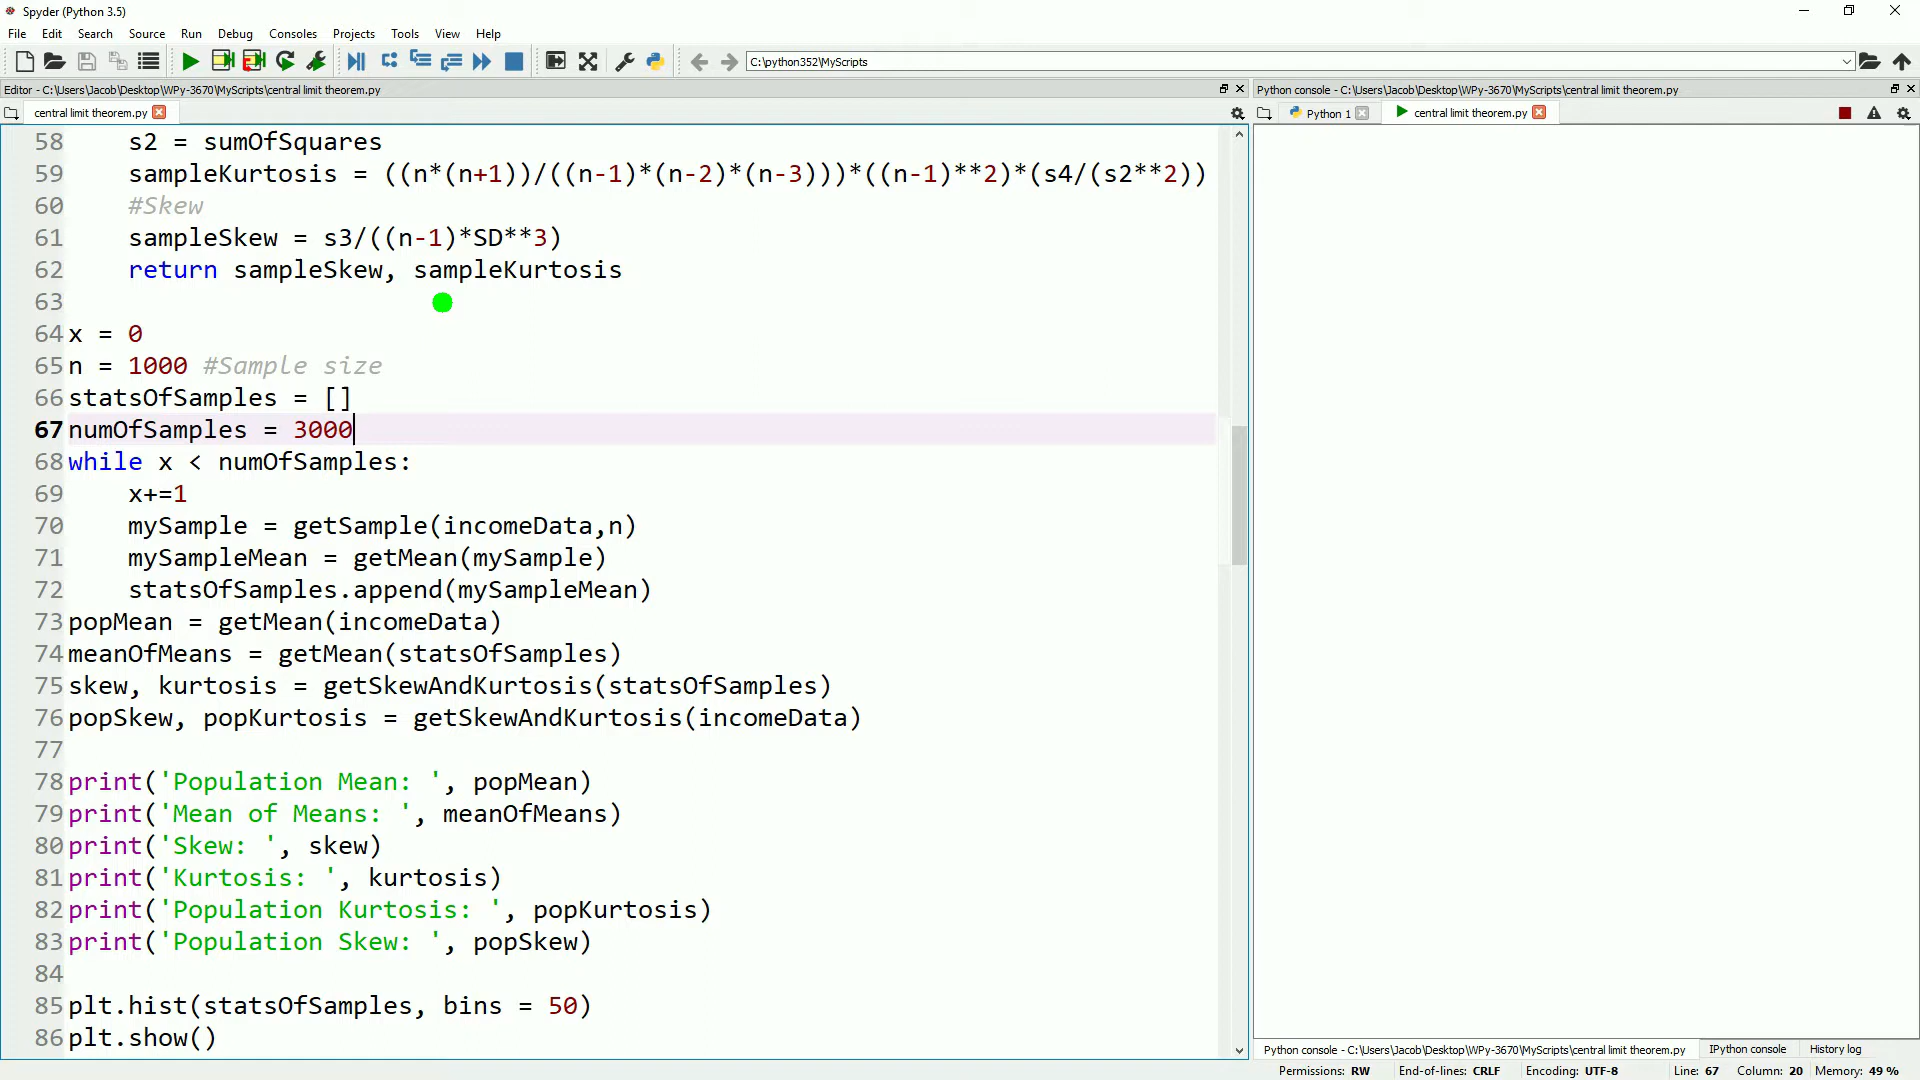 Spyder (Python 3.5)
File Edit Search Source Run Debug Consoles Projects Tools View Help
C:\python352\MyScripts
Editor - C:\Users\Jacob\Desktop\WPy-3670\MyScripts\central limit theorem.py
Python console - C:\Users\Jacob\Desktop\WPy-3670\MyScripts\central limit theorem.py
central limit theorem.py
Python 1
central limit theorem.py
58 s2 = sumOfSquares
59 sampleKurtosis = ((n*(n+1))/((n-1)*(n-2)*(n-3)))*((n-1)**2)*(s4/(s2**2))
60 #Skew
61 sampleSkew = s3/((n-1)*SD**3)
62 return sampleSkew, sampleKurtosis
63
64 x = 0
65 n = 1000 #Sample size
66 statsOfSamples = []
67 numOfSamples = 3000
68 while x < numOfSamples:
69 x+=1
70 mySample = getSample(incomeData,n)
71 mySampleMean = getMean(mySample)
72 statsOfSamples.append(mySampleMean)
73 popMean = getMean(incomeData)
74 meanOfMeans = getMean(statsOfSamples)
75 skew, kurtosis = getSkewAndKurtosis(statsOfSamples)
76 popSkew, popKurtosis = getSkewAndKurtosis(incomeData)
77
78 print('Population Mean: ', popMean)
79 print('Mean of Means: ', meanOfMeans)
80 print('Skew: ', skew)
81 print('Kurtosis: ', kurtosis)
82 print('Population Kurtosis: ', popKurtosis)
83 print('Population Skew: ', popSkew)
84
85 plt.hist(statsOfSamples, bins = 50)
86 plt.show()
Python console - C:\Users\Jacob\Desktop\WPy-3670\MyScripts\central limit theorem.py IPython console History log
Permissions: RW End-of-lines: CRLF Encoding: UTF-8 Line: 67 Column: 20 Memory: 49 %